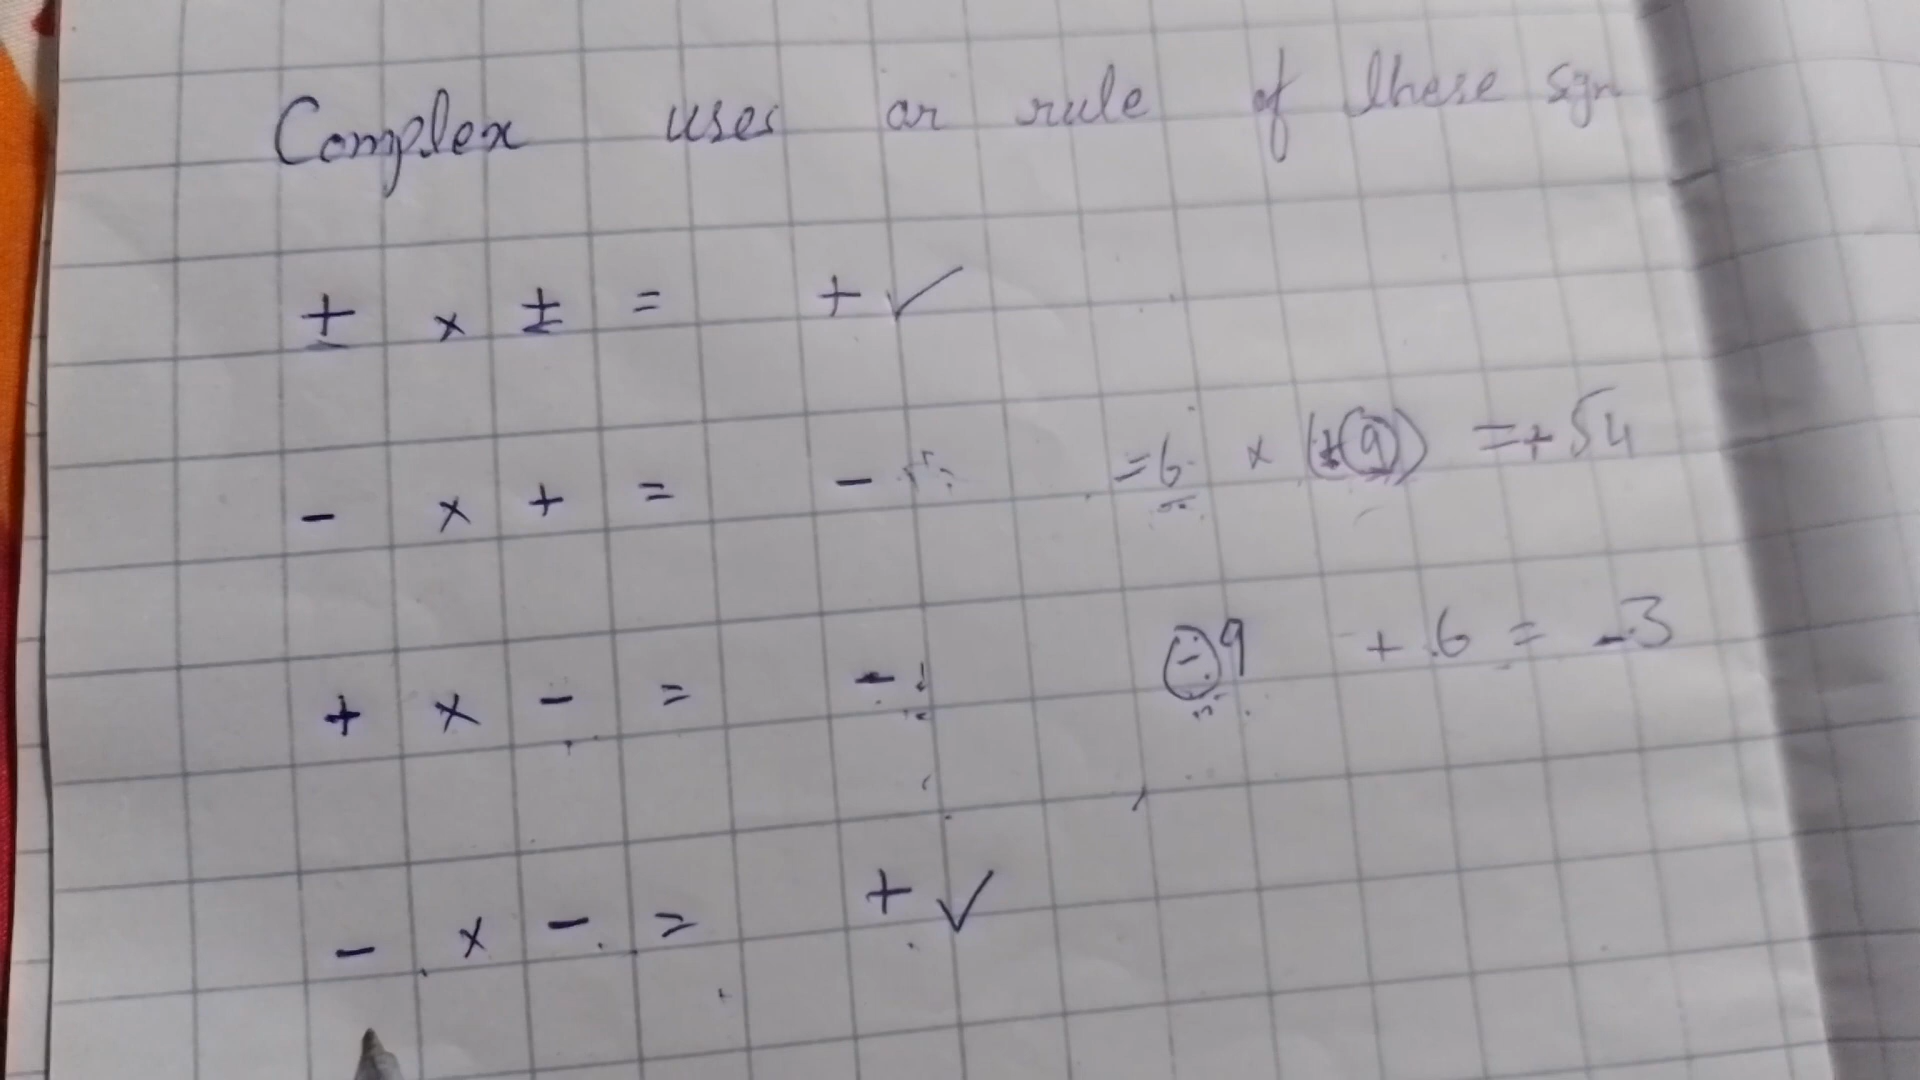 Complex uses or rule of these sign
± × ± = + ✓
- × + = - = 6 × (+(9)) = + 54
+ × - = - -9 + 6 = -3
- × - = + ✓